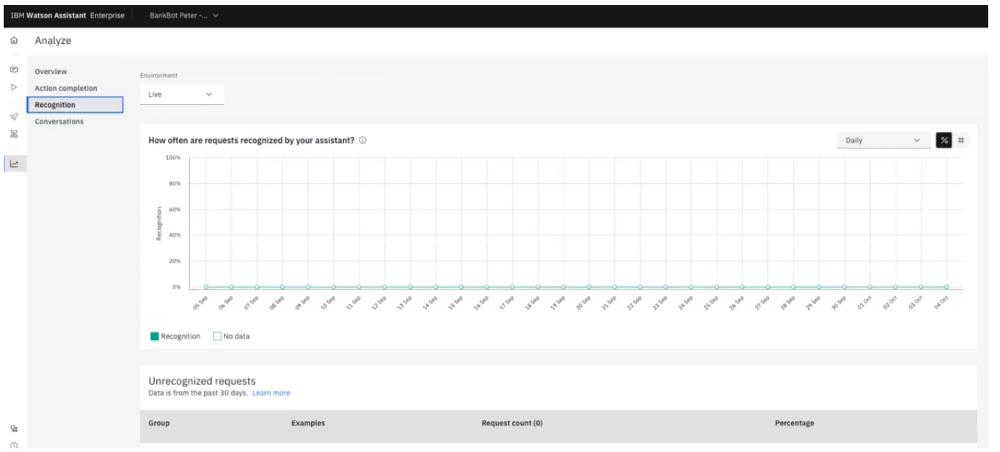 IBM Watson Assistant Enterprise BankBot Peter -...
Analyze
Overview
Action completion
Recognition
Conversations
Environment
Live
How often are requests recognized by your assistant?
Daily
% #
100%
80%
60%
40%
20%
0%
Recognition
05 Sep 06 Sep 07 Sep 08 Sep 09 Sep 10 Sep 11 Sep 12 Sep 13 Sep 14 Sep 15 Sep 16 Sep 17 Sep 18 Sep 19 Sep 20 Sep 21 Sep 22 Sep 23 Sep 24 Sep 25 Sep 26 Sep 27 Sep 28 Sep 29 Sep 30 Sep 01 Oct 02 Oct 03 Oct 04 Oct
Recognition No data
Unrecognized requests
Data is from the past 30 days. Learn more
Group Examples Request count (0) Percentage